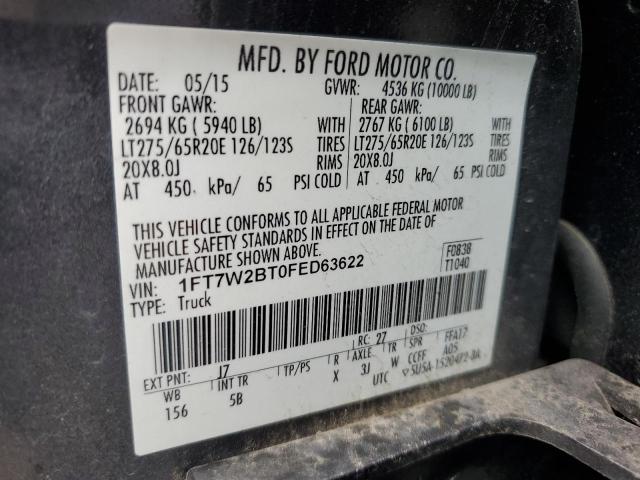 MFD. BY FORD MOTOR CO.
DATE: 05/15 GVWR: 4536 KG (10000 LB)
FRONT GAWR: REAR GAWR:
2694 KG ( 5940 LB) WITH 2767 KG ( 6100 LB) WITH
LT275/65R20E 126/123S TIRES LT275/65R20E 126/123S TIRES
20X8.0J RIMS 20X8.0J RIMS
AT 450 kPa/ 65 PSI COLD AT 450 kPa/ 65 PSI COLD
THIS VEHICLE CONFORMS TO ALL APPLICABLE FEDERAL MOTOR
VEHICLE SAFETY STANDARDS IN EFFECT ON THE DATE OF
MANUFACTURE SHOWN ABOVE.
VIN: 1FT7W2BT0FED63622 F0838
TYPE: Truck T1040
EXT PNT: J7 RC: 27 DSO:
WB INT TR TP/PS R AXLE TR SPR FFA17
156 5B X 3J W CCFF A05
UTC ▽SU5A-1520472-DA